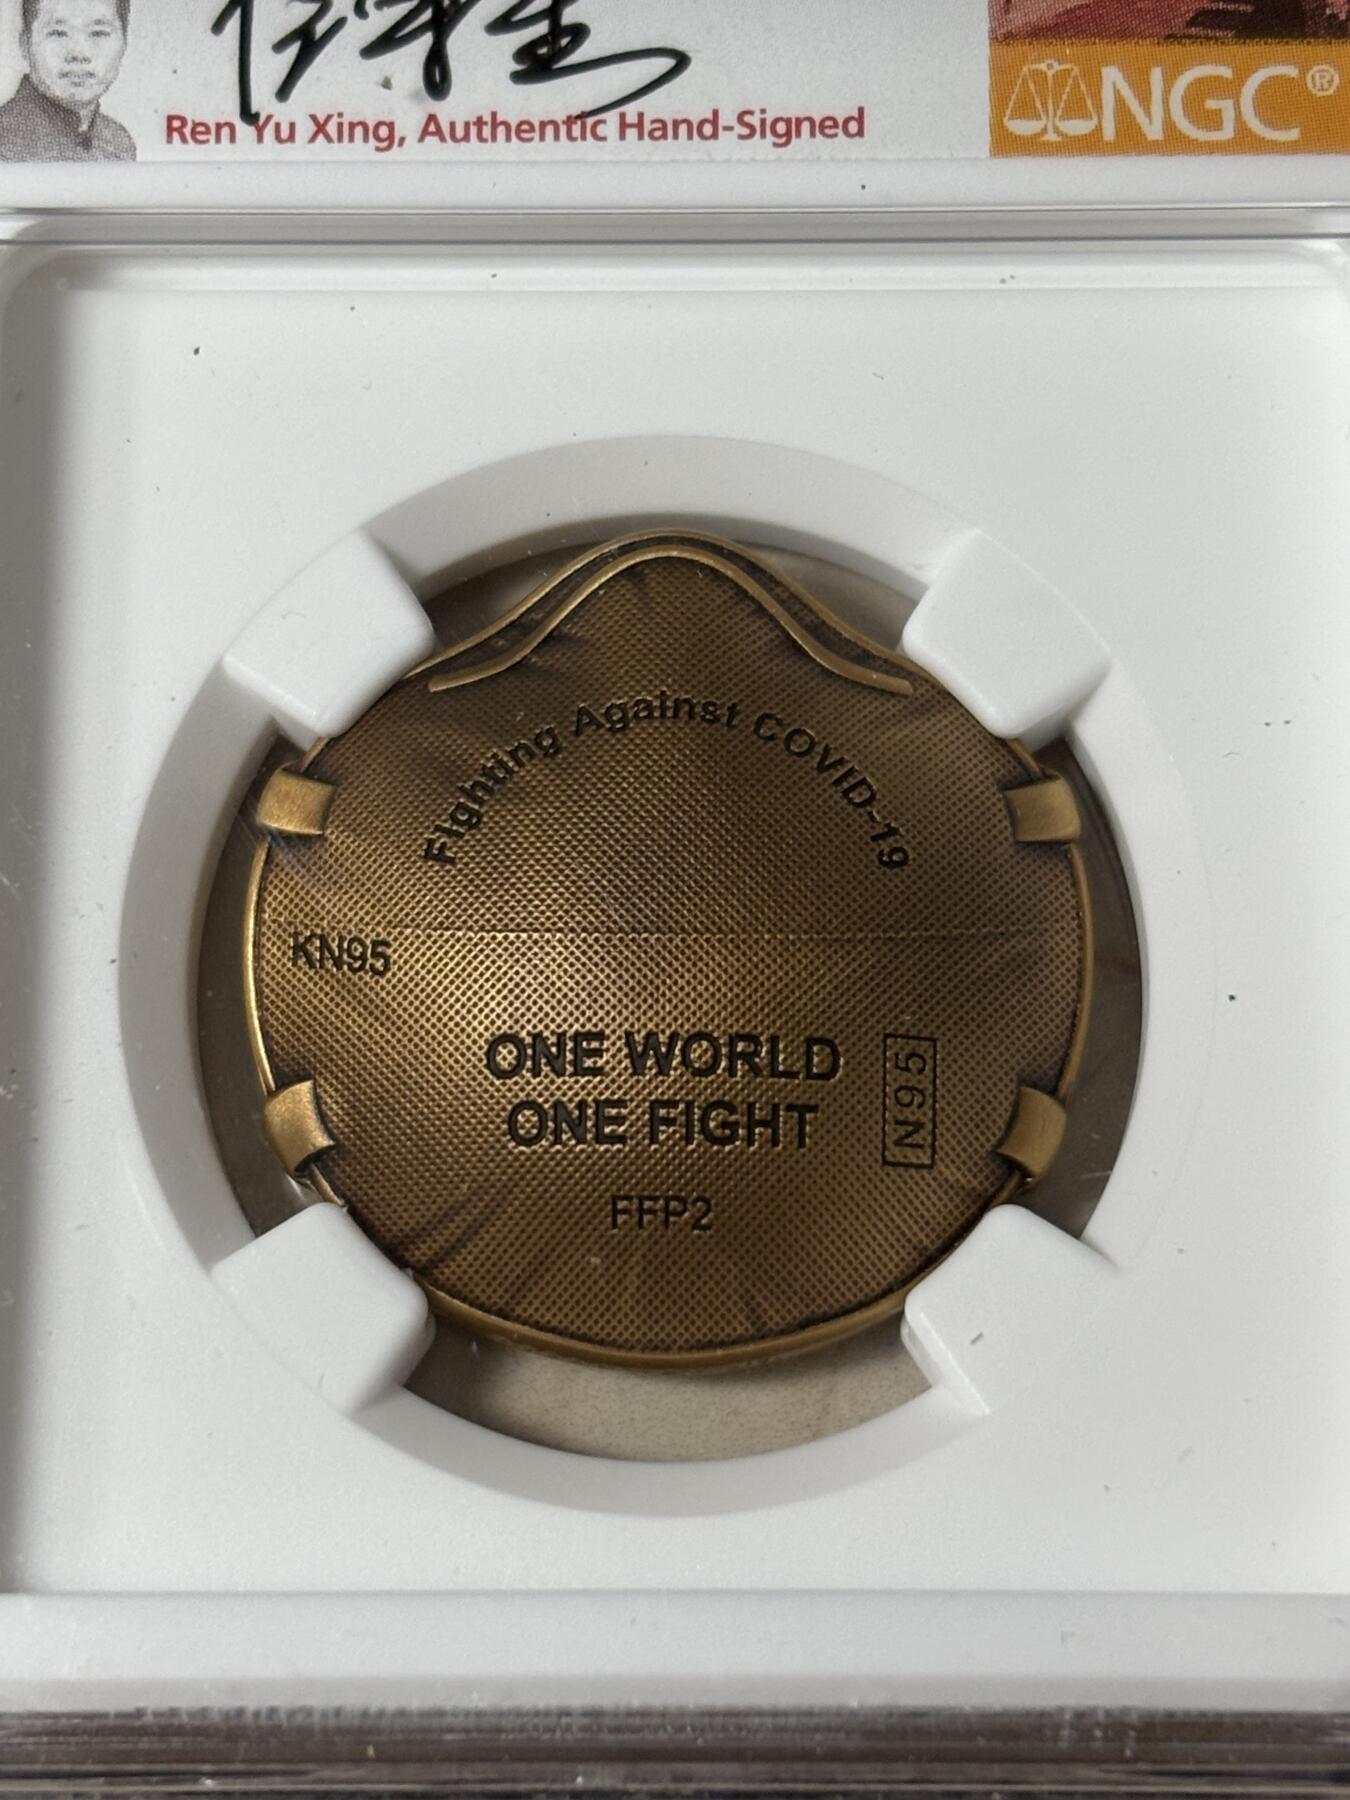 Ren Yu Xing, Authentic Hand-Signed
NGC®
Fighting Against COVID-19
KN95
ONE WORLD
ONE FIGHT
N95
FFP2